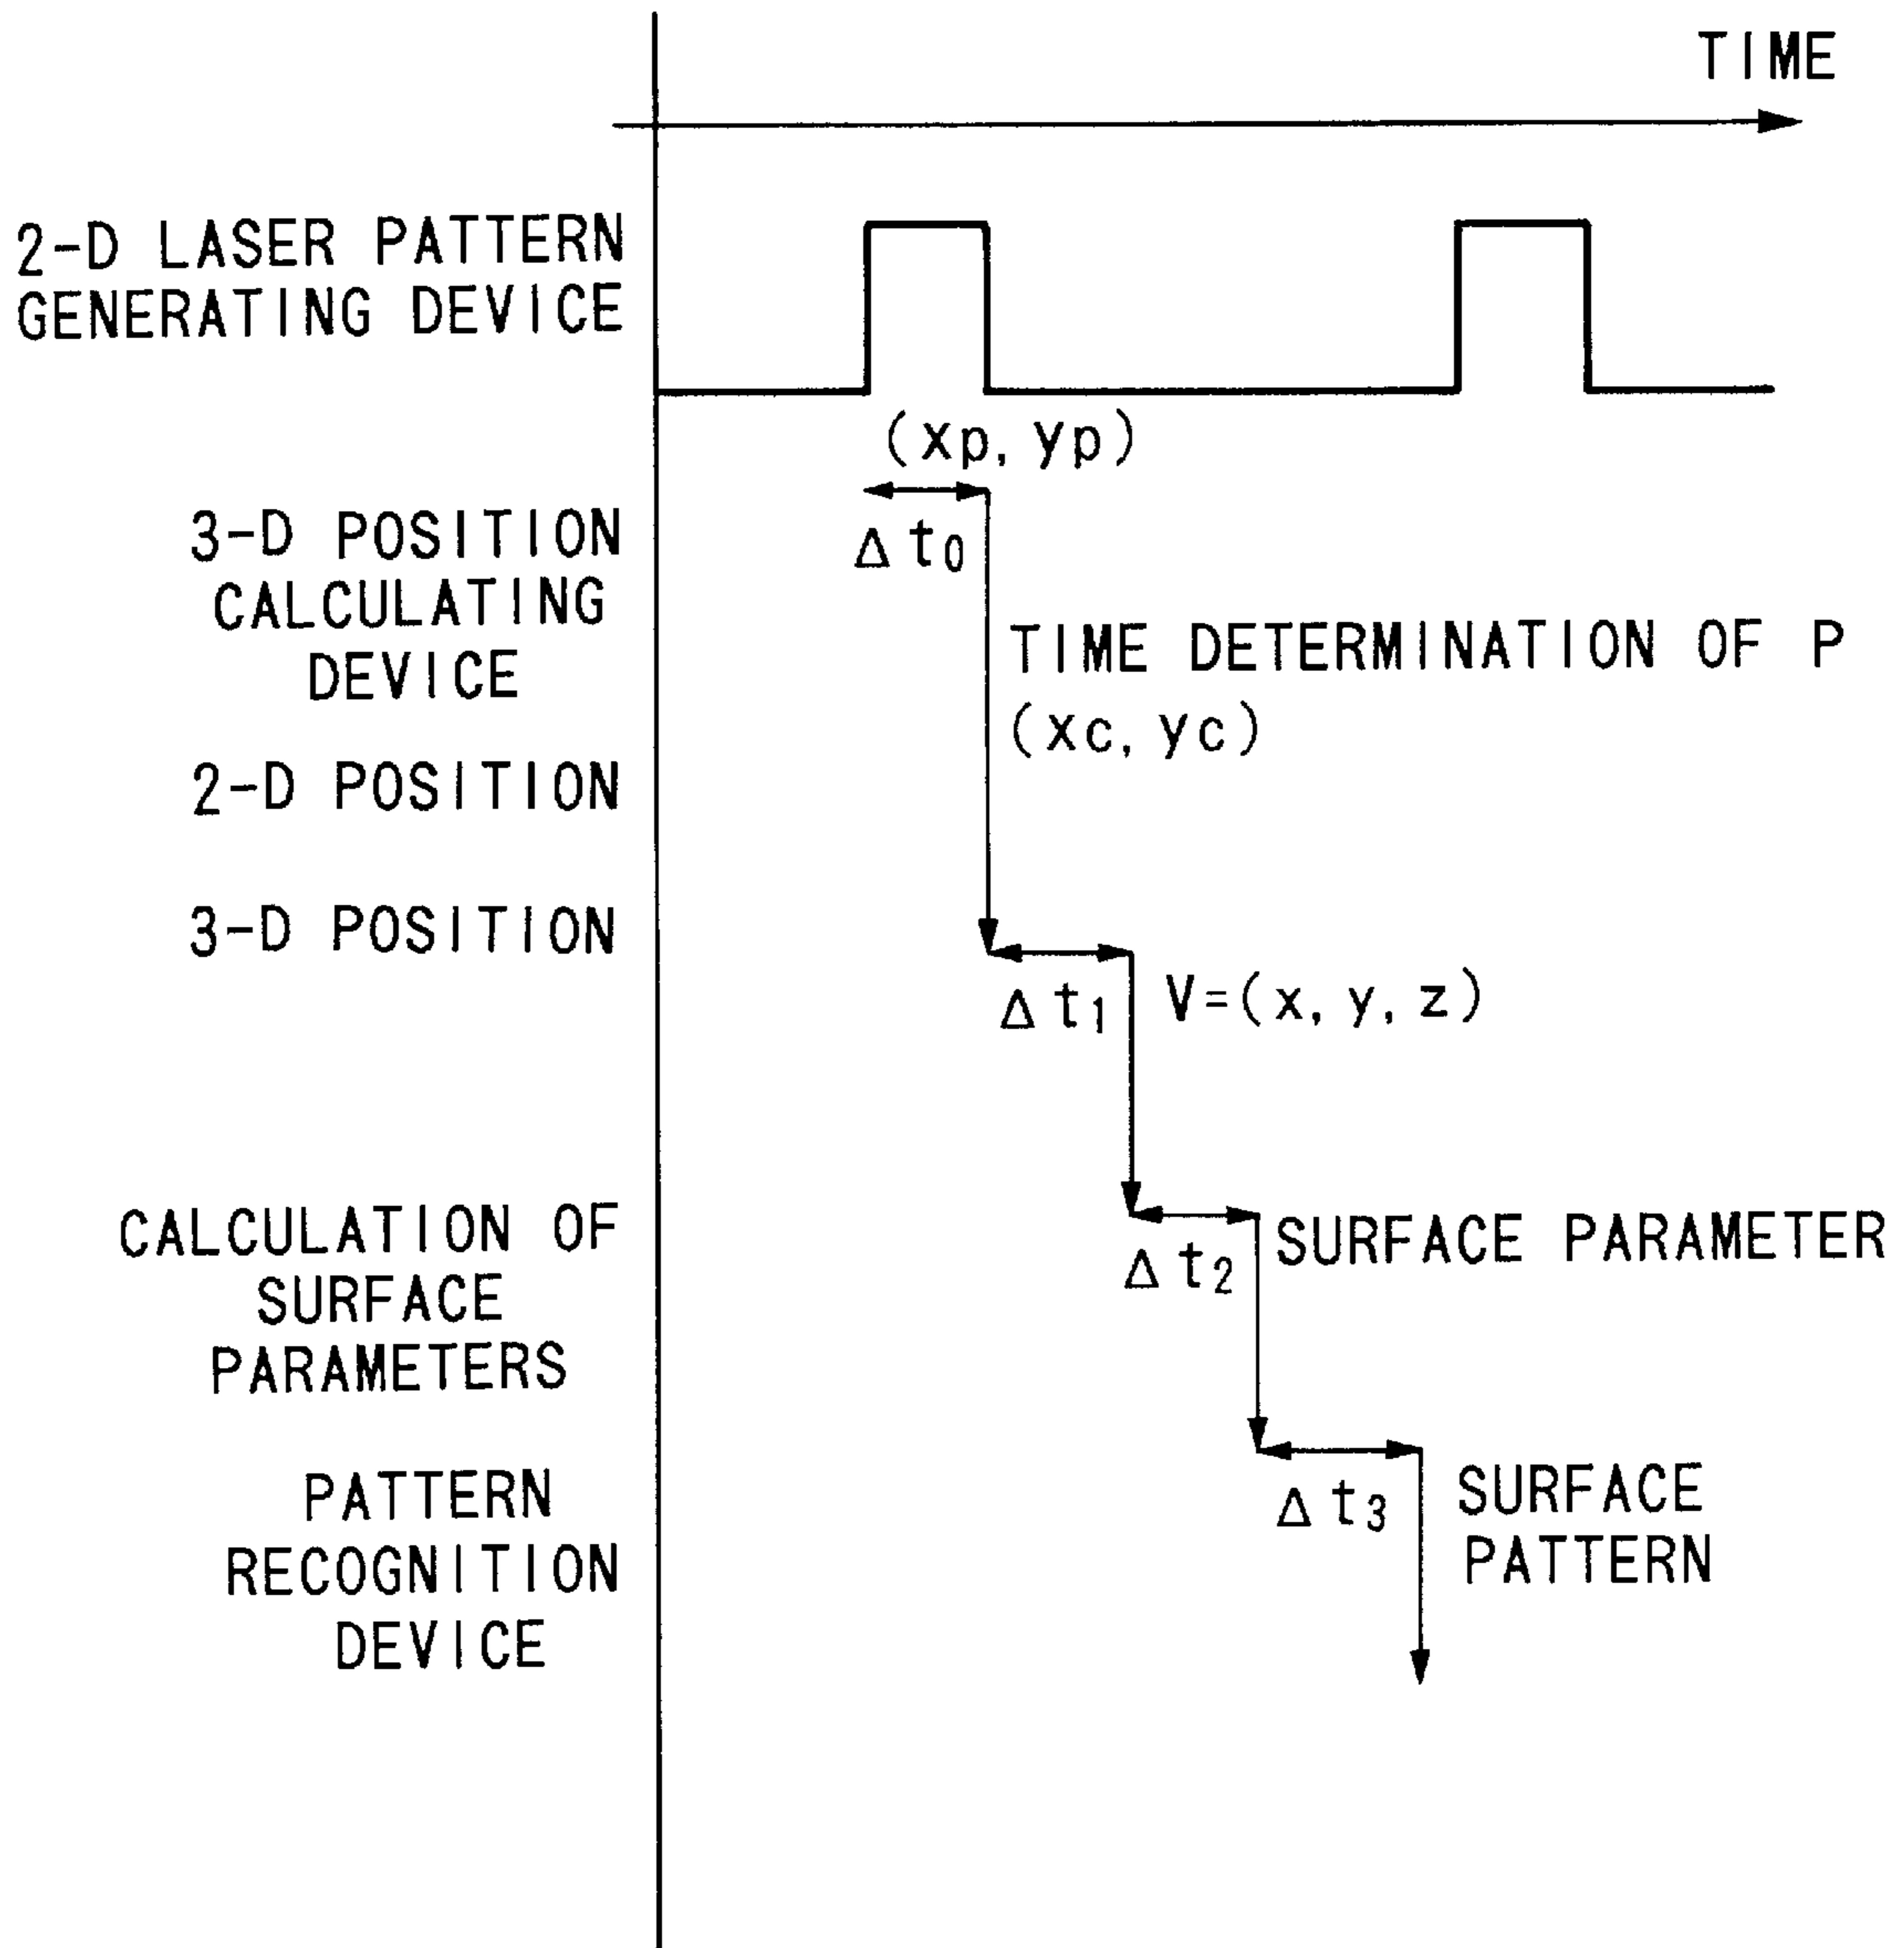 TIME
2-D LASER PATTERN
GENERATING DEVICE
(xp, yp)
3-D POSITION
CALCULATING
DEVICE
Δt0
TIME DETERMINATION OF P
(xc, yc)
2-D POSITION
3-D POSITION
Δt1
V=(x, y, z)
CALCULATION OF
SURFACE
PARAMETERS
Δt2
SURFACE PARAMETER
PATTERN
RECOGNITION
DEVICE
Δt3
SURFACE
PATTERN